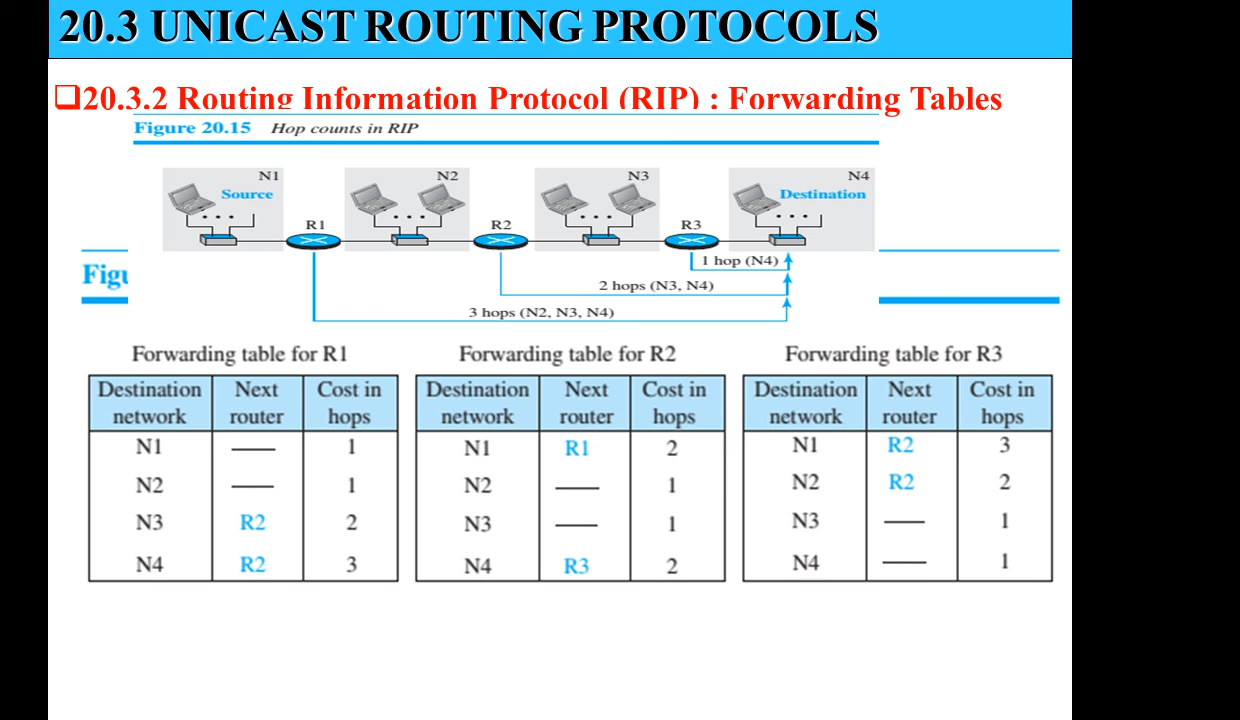 20.3 UNICAST ROUTING PROTOCOLS
20.3.2 Routing Information Protocol (RIP) : Forwarding Tables
Figure 20.15 Hop counts in RIP
N1 N2 N3 N4
Source Destination
R1 R2 R3
1 hop (N4)
Figu
2 hops (N3, N4)
3 hops (N2, N3, N4)
Forwarding table for R1
Destination network Next router Cost in hops
N1 —— 1
N2 —— 1
N3 R2 2
N4 R2 3
Forwarding table for R2
Destination network Next router Cost in hops
N1 R1 2
N2 —— 1
N3 —— 1
N4 R3 2
Forwarding table for R3
Destination network Next router Cost in hops
N1 R2 3
N2 R2 2
N3 —— 1
N4 —— 1